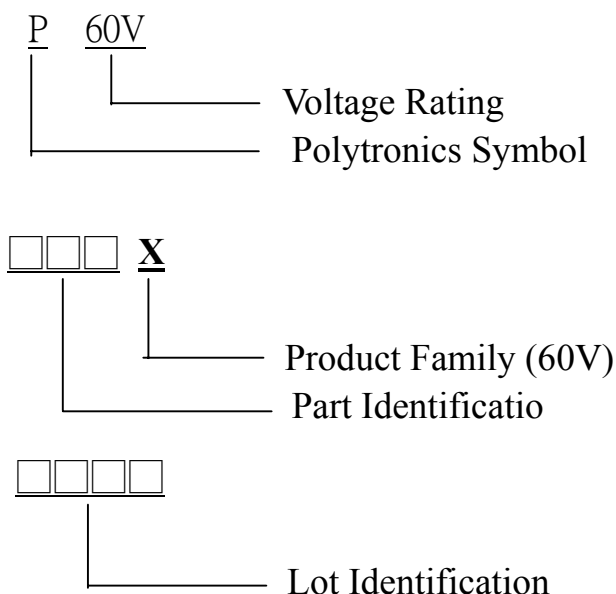 P 60V
Voltage Rating
Polytronics Symbol
□□□ X
Product Family (60V)
Part Identificatio
□□□□
Lot Identification